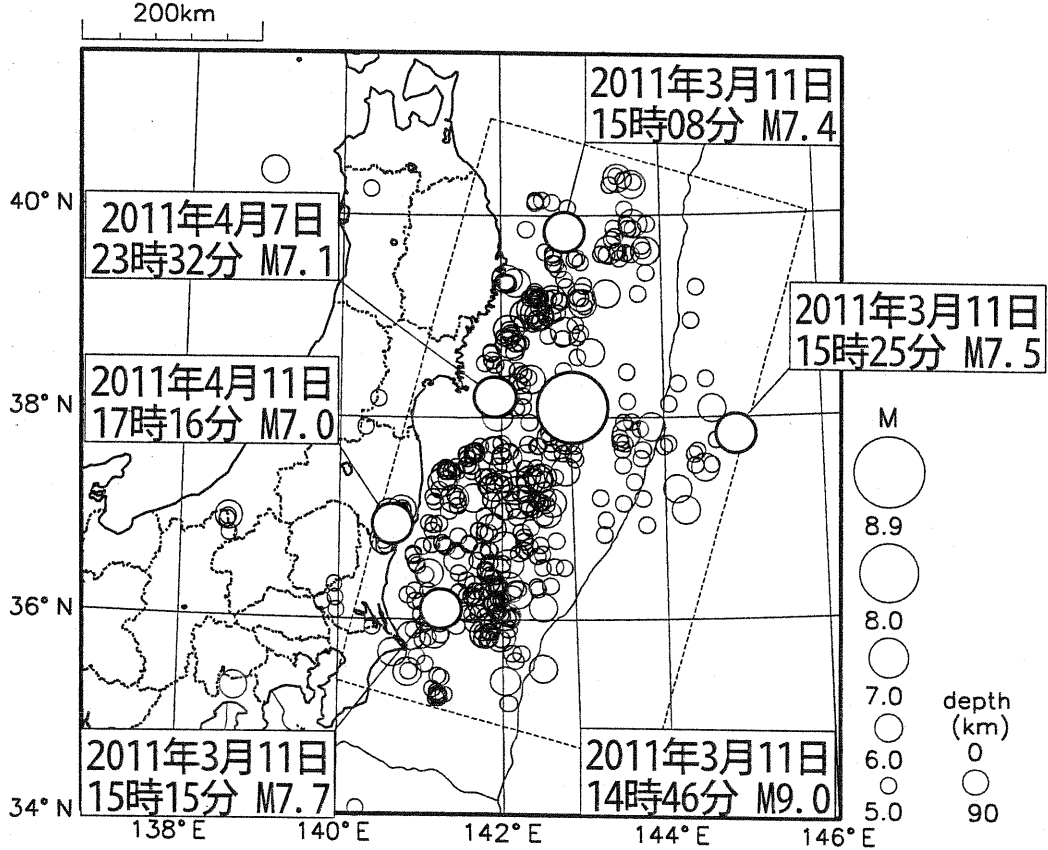 200km
2011年3月11日
15時08分 M7.4
40°N
2011年4月7日
23時32分 M7.1
2011年3月11日
15時25分 M7.5
2011年4月11日
17時16分 M7.0
38°N
M
8.9
36°N
8.0
7.0
depth
(km)
6.0
0
2011年3月11日
15時15分 M7.7
2011年3月11日
14時46分 M9.0
5.0
90
34°N
138°E
140°E
142°E
144°E
146°E